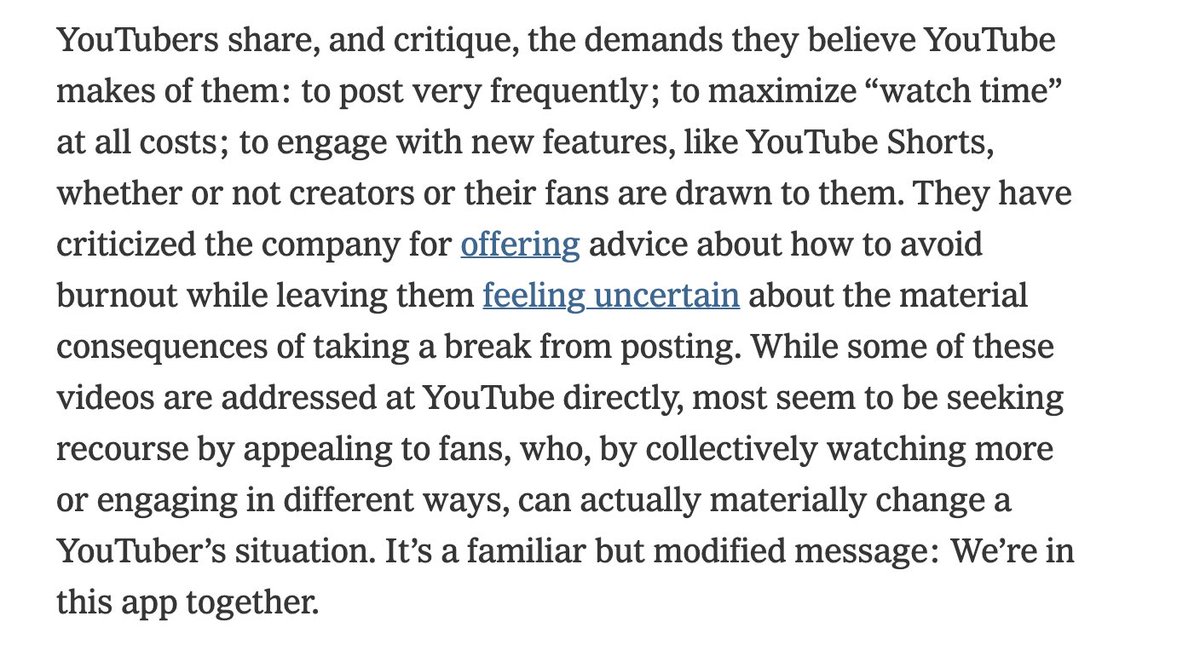 YouTubers share, and critique, the demands they believe YouTube
makes of them: to post very frequently; to maximize “watch time”
at all costs; to engage with new features, like YouTube Shorts,
whether or not creators or their fans are drawn to them. They have
criticized the company for offering advice about how to avoid
burnout while leaving them feeling uncertain about the material
consequences of taking a break from posting. While some of these
videos are addressed at YouTube directly, most seem to be seeking
recourse by appealing to fans, who, by collectively watching more
or engaging in different ways, can actually materially change a
YouTuber’s situation. It’s a familiar but modified message: We’re in
this app together.